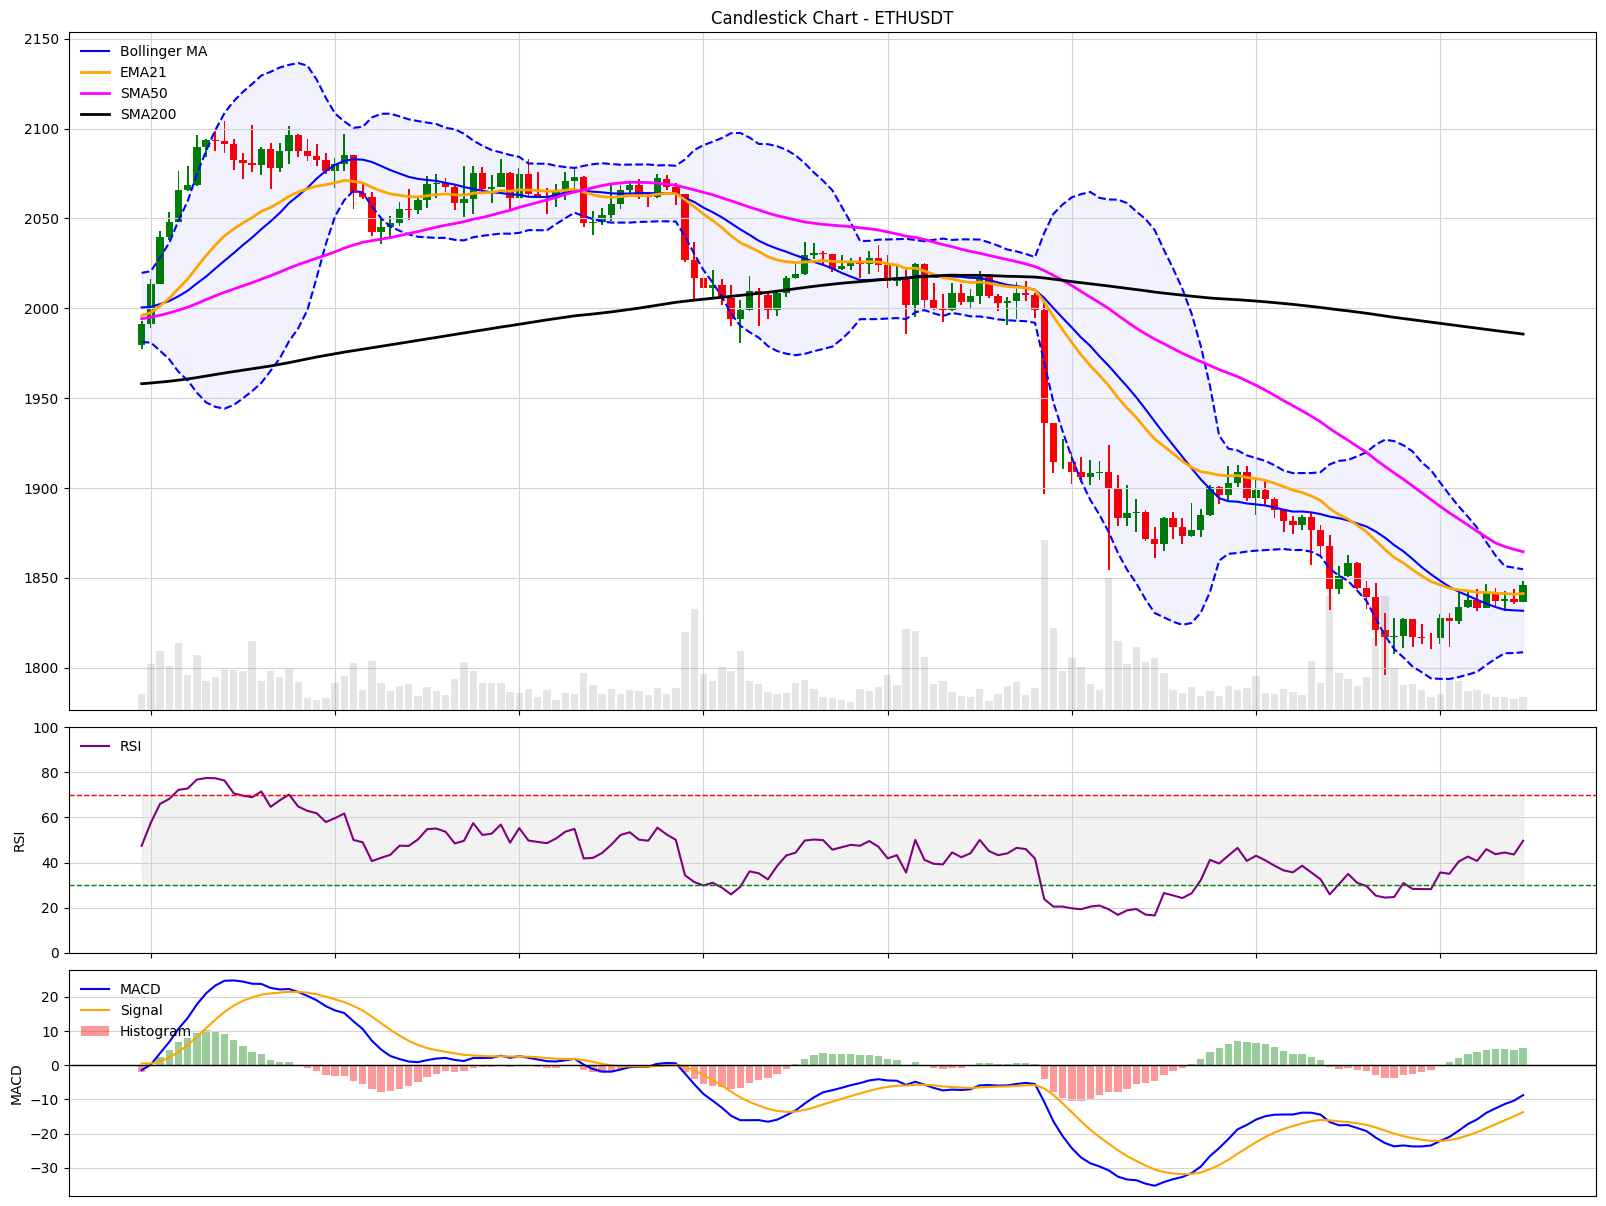 Candlestick Chart - ETHUSDT
2150
2100
2050
2000
1950
1900
1850
1800
Bollinger MA
EMA21
SMA50
SMA200
100
80
60
40
20
0
RSI
RSI
20
10
0
−10
−20
−30
MACD
MACD
Signal
Histogram